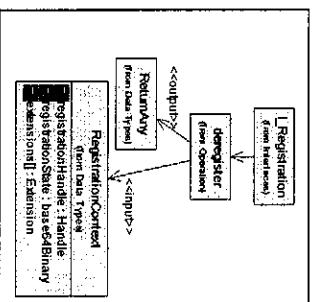 I_Registration
(from Interfaces)
deregister
(from Operation)
<<output>>
<<input>>
ReturnAny
(from Data Types)
RegistrationContext
(from Data Types)
registrationHandle : Handle
registrationState : base64Binary
extensions[] : Extension